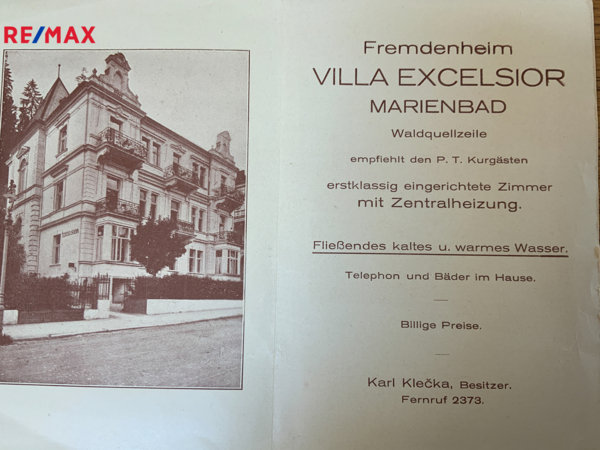 RE/MAX
Fremdenheim
VILLA EXCELSIOR
MARIENBAD
Waldquellzeile
empfiehlt den P. T. Kurgästen
erstklassig eingerichtete Zimmer
mit Zentralheizung.
Fließendes kaltes u. warmes Wasser.
Telephon und Bäder im Hause.
Billige Preise.
Karl Klečka, Besitzer.
Fernruf 2373.